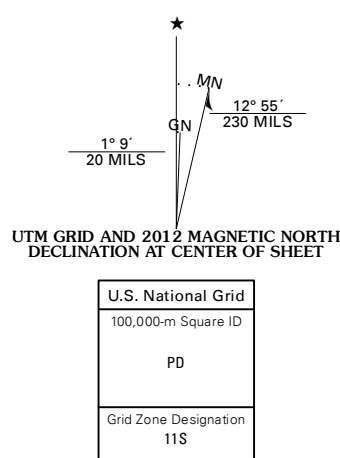 ★
MN
GN
12° 55´
230 MILS
1° 9´
20 MILS
UTM GRID AND 2012 MAGNETIC NORTH
DECLINATION AT CENTER OF SHEET
U.S. National Grid
100,000-m Square ID
PD
Grid Zone Designation
11S